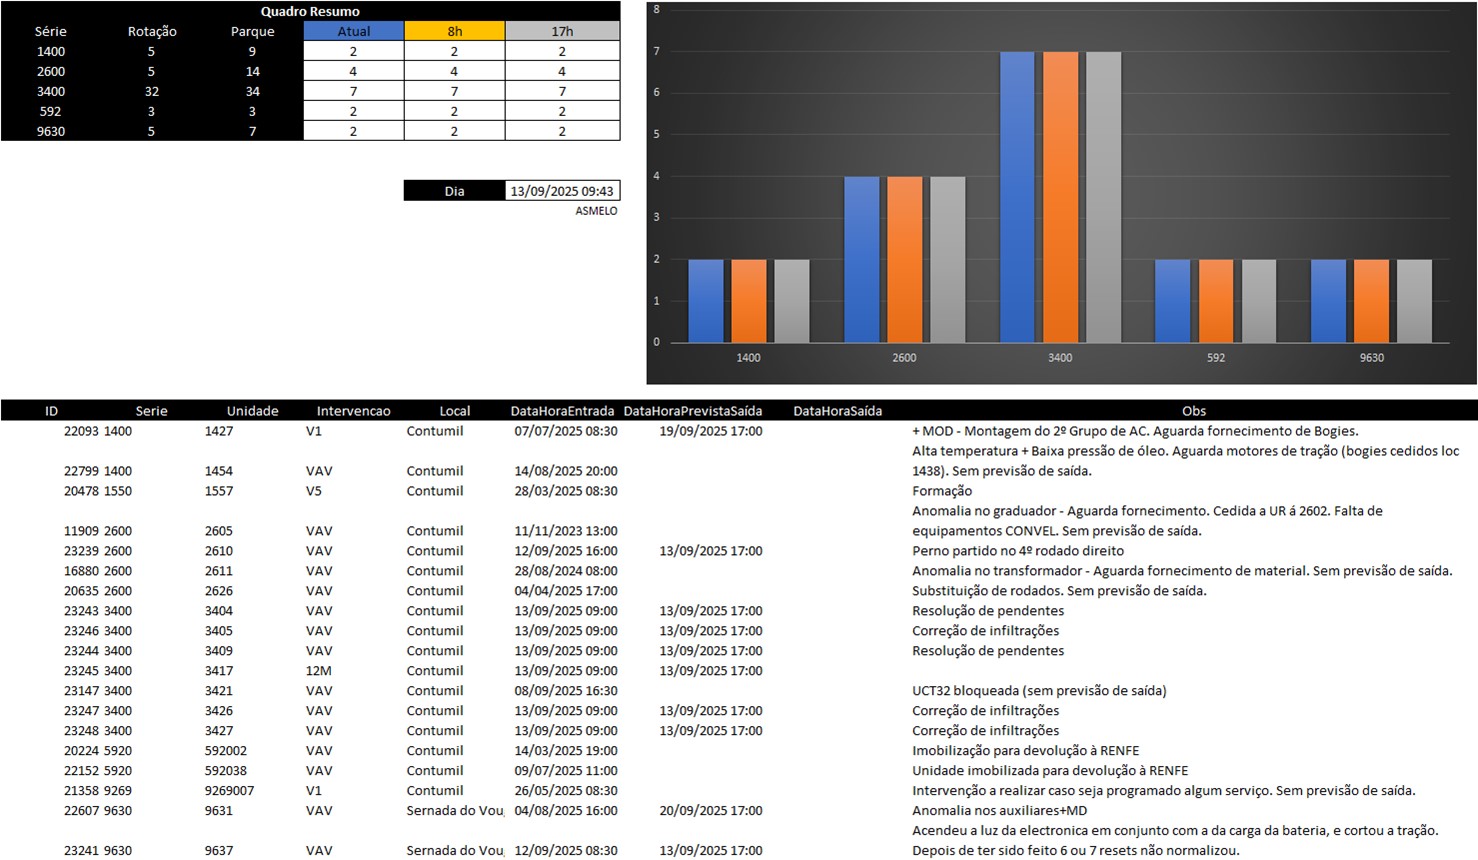 Quadro Resumo
Série Rotação Parque Atual 8h 17h
1400 5 9 2 2 2
2600 5 14 4 4 4
3400 32 34 7 7 7
592 3 3 2 2 2
9630 5 7 2 2 2
Dia 13/09/2025 09:43
ASMELO
8
7
6
5
4
3
2
1
0
1400 2600 3400 592 9630
ID Serie Unidade Intervencao Local DataHoraEntrada DataHoraPrevistaSaída DataHoraSaída Obs
22093 1400 1427 V1 Contumil 07/07/2025 08:30 19/09/2025 17:00 + MOD - Montagem do 2º Grupo de AC. Aguarda fornecimento de Bogies.
Alta temperatura + Baixa pressão de óleo. Aguarda motores de tração (bogies cedidos loc
22799 1400 1454 VAV Contumil 14/08/2025 20:00 1438). Sem previsão de saída.
20478 1550 1557 V5 Contumil 28/03/2025 08:30 Formação
Anomalia no graduador - Aguarda fornecimento. Cedida a UR á 2602. Falta de
11909 2600 2605 VAV Contumil 11/11/2023 13:00 equipamentos CONVEL. Sem previsão de saída.
23239 2600 2610 VAV Contumil 12/09/2025 16:00 13/09/2025 17:00 Perno partido no 4º rodado direito
16880 2600 2611 VAV Contumil 28/08/2024 08:00 Anomalia no transformador - Aguarda fornecimento de material. Sem previsão de saída.
20635 2600 2626 VAV Contumil 04/04/2025 17:00 Substituição de rodados. Sem previsão de saída.
23243 3400 3404 VAV Contumil 13/09/2025 09:00 13/09/2025 17:00 Resolução de pendentes
23246 3400 3405 VAV Contumil 13/09/2025 09:00 13/09/2025 17:00 Correção de infiltrações
23244 3400 3409 VAV Contumil 13/09/2025 09:00 13/09/2025 17:00 Resolução de pendentes
23245 3400 3417 12M Contumil 13/09/2025 09:00 13/09/2025 17:00
23147 3400 3421 VAV Contumil 08/09/2025 16:30 UCT32 bloqueada (sem previsão de saída)
23247 3400 3426 VAV Contumil 13/09/2025 09:00 13/09/2025 17:00 Correção de infiltrações
23248 3400 3427 VAV Contumil 13/09/2025 09:00 13/09/2025 17:00 Correção de infiltrações
20224 5920 592002 VAV Contumil 14/03/2025 19:00 Imobilização para devolução à RENFE
22152 5920 592038 VAV Contumil 09/07/2025 11:00 Unidade imobilizada para devolução à RENFE
21358 9269 9269007 V1 Contumil 26/05/2025 08:30 Intervenção a realizar caso seja programado algum serviço. Sem previsão de saída.
22607 9630 9631 VAV Sernada do Vou 04/08/2025 16:00 20/09/2025 17:00 Anomalia nos auxiliares+MD
Acendeu a luz da electronica em conjunto com a da carga da bateria, e cortou a tração.
23241 9630 9637 VAV Sernada do Vou 12/09/2025 08:30 13/09/2025 17:00 Depois de ter sido feito 6 ou 7 resets não normalizou.